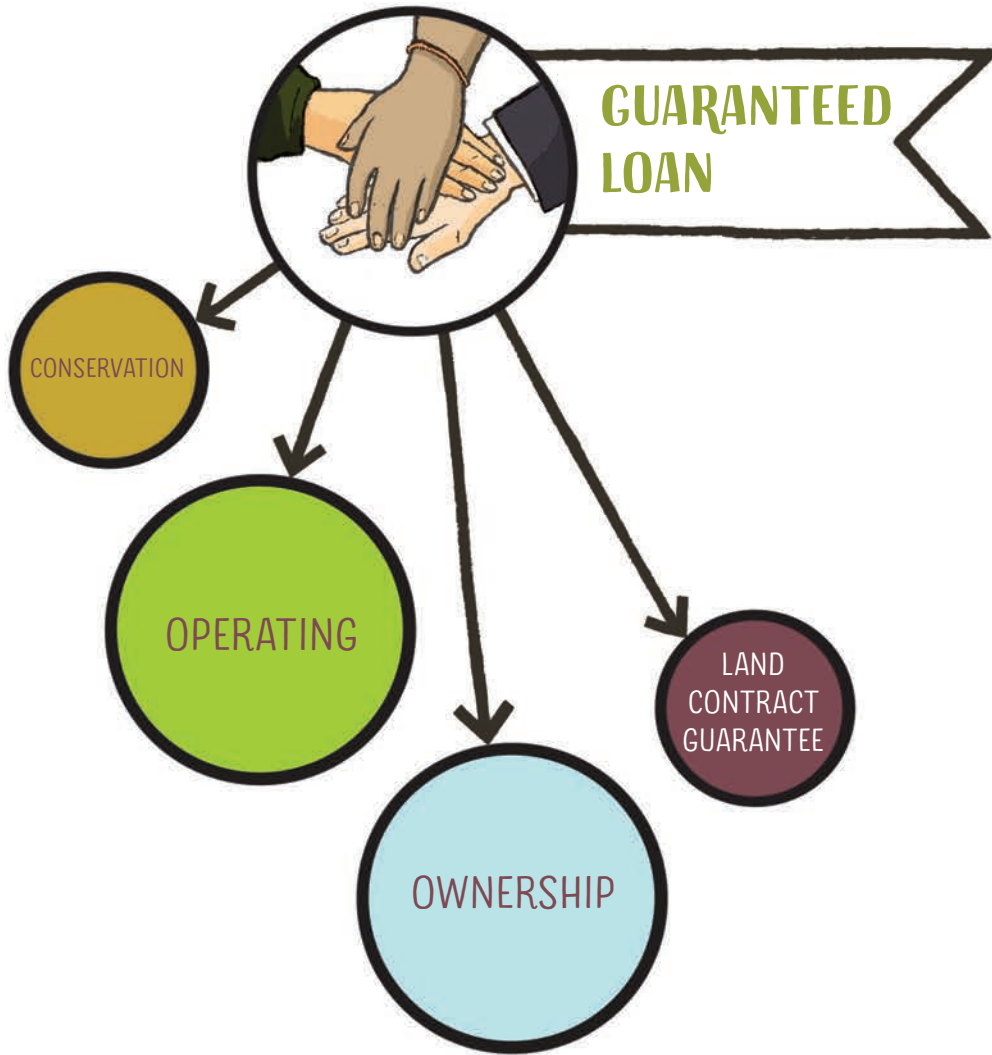 GUARANTEED
LOAN
CONSERVATION
OPERATING
LAND
CONTRACT
GUARANTEE
OWNERSHIP